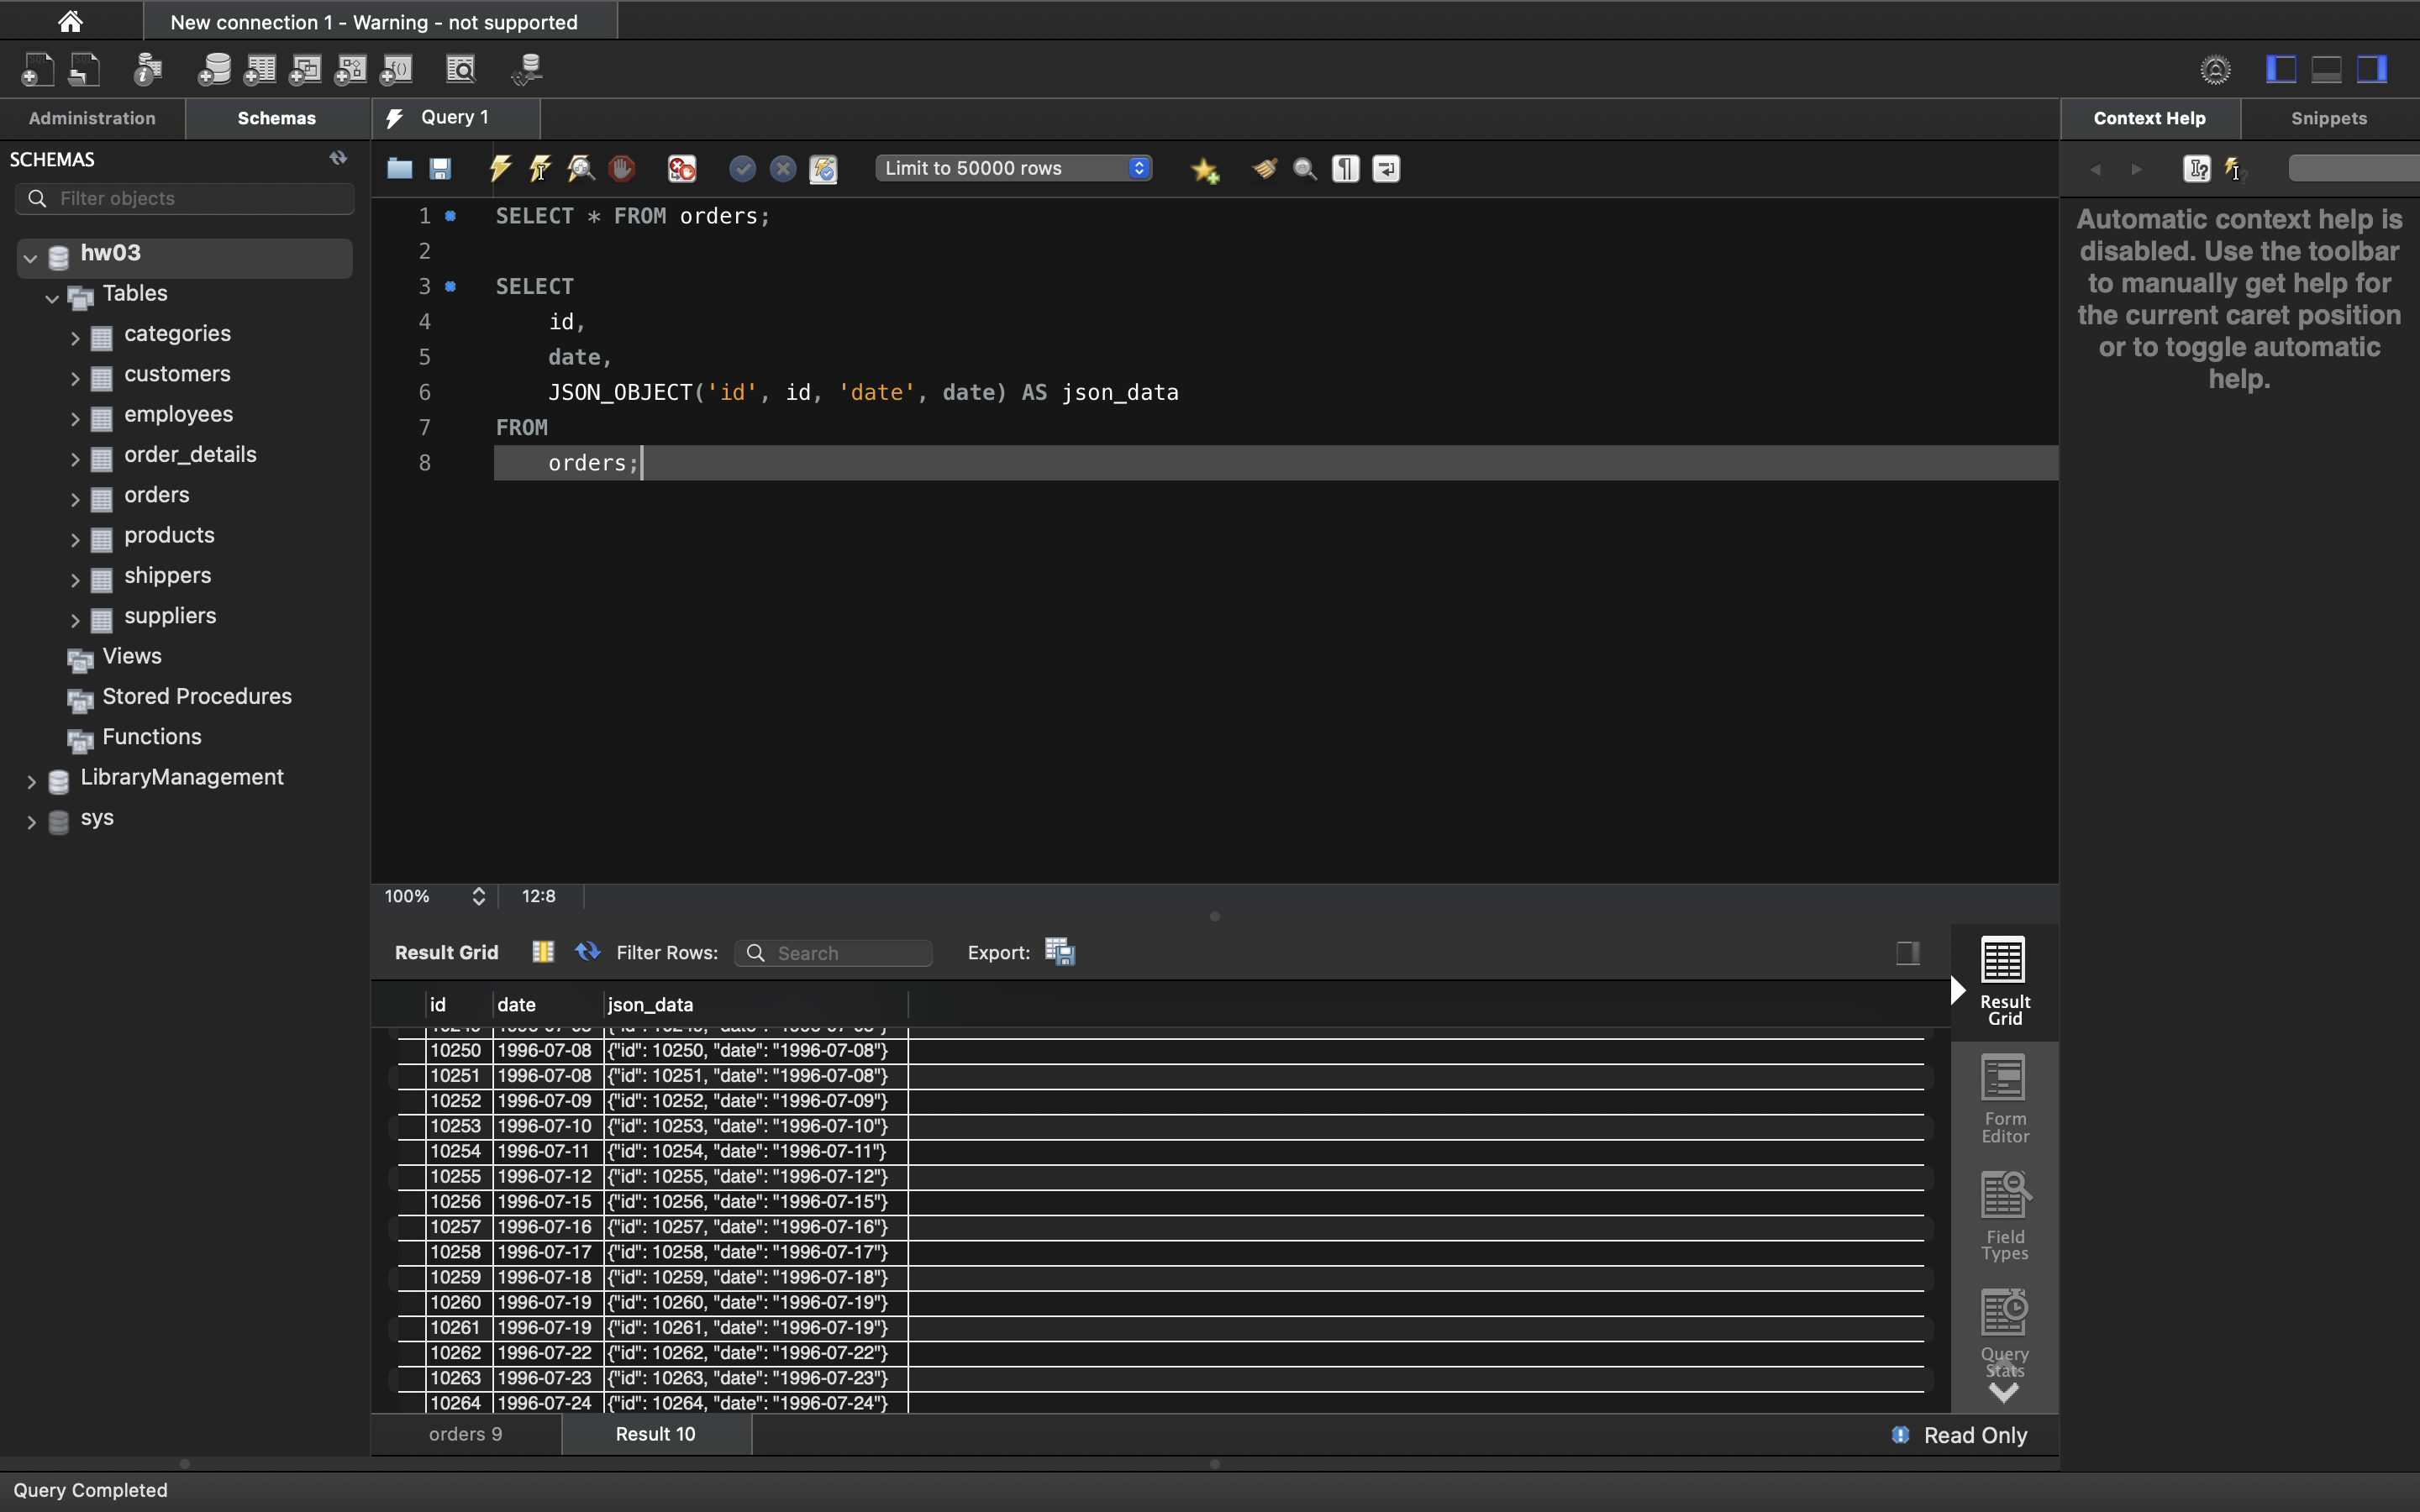 New connection 1 - Warning - not supported
Administration
Schemas
Query 1
Context Help
Snippets
SCHEMAS
Limit to 50000 rows
Filter objects
hw03
Tables
categories
customers
employees
order_details
orders
products
shippers
suppliers
Views
Stored Procedures
Functions
LibraryManagement
sys
1 SELECT * FROM orders;
2
3 SELECT
4 id,
5 date,
6 JSON_OBJECT('id', id, 'date', date) AS json_data
7 FROM
8 orders;
Automatic context help is
disabled. Use the toolbar
to manually get help for
the current caret position
or to toggle automatic
help.
100%
12:8
Result Grid
Filter Rows:
Search
Export:
id date json_data
10250 1996-07-08 {"id": 10250, "date": "1996-07-08"}
10251 1996-07-08 {"id": 10251, "date": "1996-07-08"}
10252 1996-07-09 {"id": 10252, "date": "1996-07-09"}
10253 1996-07-10 {"id": 10253, "date": "1996-07-10"}
10254 1996-07-11 {"id": 10254, "date": "1996-07-11"}
10255 1996-07-12 {"id": 10255, "date": "1996-07-12"}
10256 1996-07-15 {"id": 10256, "date": "1996-07-15"}
10257 1996-07-16 {"id": 10257, "date": "1996-07-16"}
10258 1996-07-17 {"id": 10258, "date": "1996-07-17"}
10259 1996-07-18 {"id": 10259, "date": "1996-07-18"}
10260 1996-07-19 {"id": 10260, "date": "1996-07-19"}
10261 1996-07-19 {"id": 10261, "date": "1996-07-19"}
10262 1996-07-22 {"id": 10262, "date": "1996-07-22"}
10263 1996-07-23 {"id": 10263, "date": "1996-07-23"}
10264 1996-07-24 {"id": 10264, "date": "1996-07-24"}
Result
Grid
Form
Editor
Field
Types
Query
Stats
orders 9
Result 10
Read Only
Query Completed